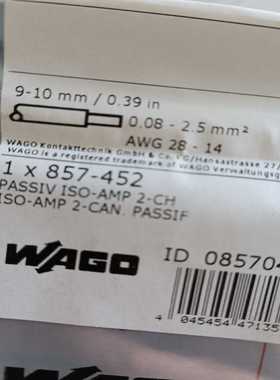 9-10 mm / 0.39 in
0.08 - 2.5 mm²
AWG 28 - 14
WAGO Kontakttechnik GmbH & Co. KG/Hansastrasse 27/
WAGO is a registered trademark of WAGO Verwaltungsg
1 x 857-452
PASSIV ISO-AMP 2-CH
ISO-AMP 2-CAN. PASSIF
WAGO
ID 085704
4 045454 47135